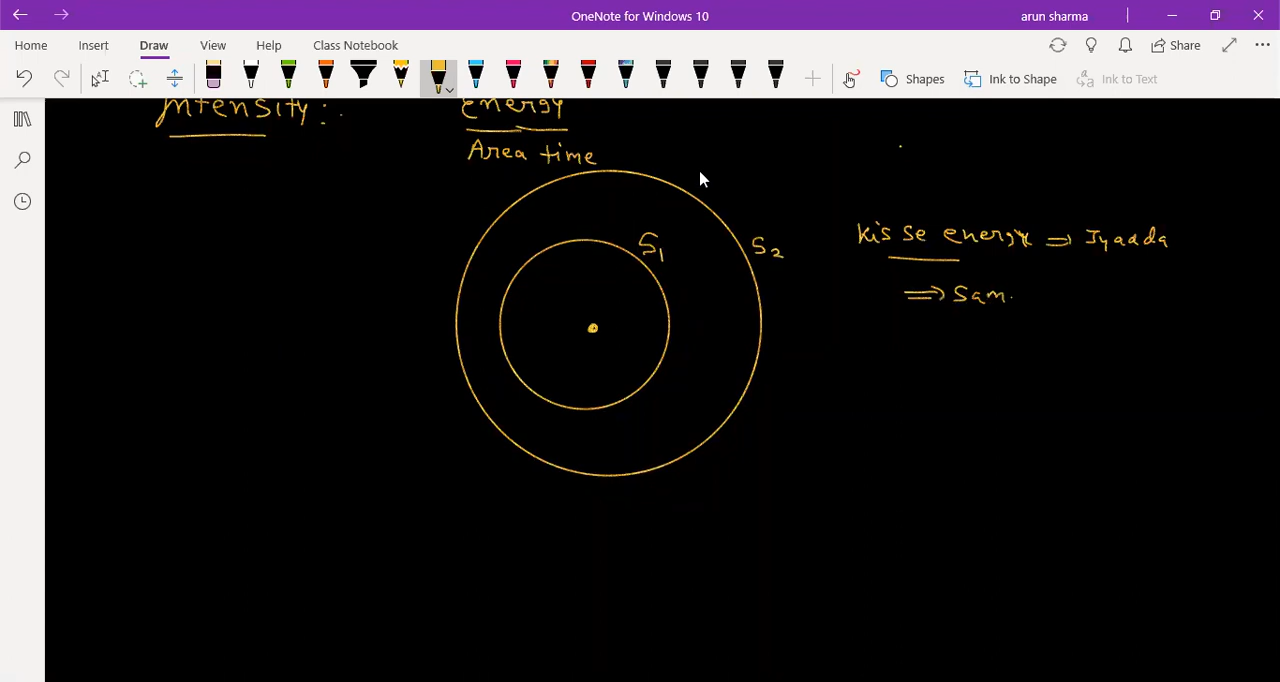 OneNote for Windows 10
arun sharma
Home Insert Draw View Help Class Notebook
Share
Shapes Ink to Shape Ink to Text
Intensity :. Energy
Area time
S1
S2
Kis se energy ⇒ Jyaada
⇒ Sam.